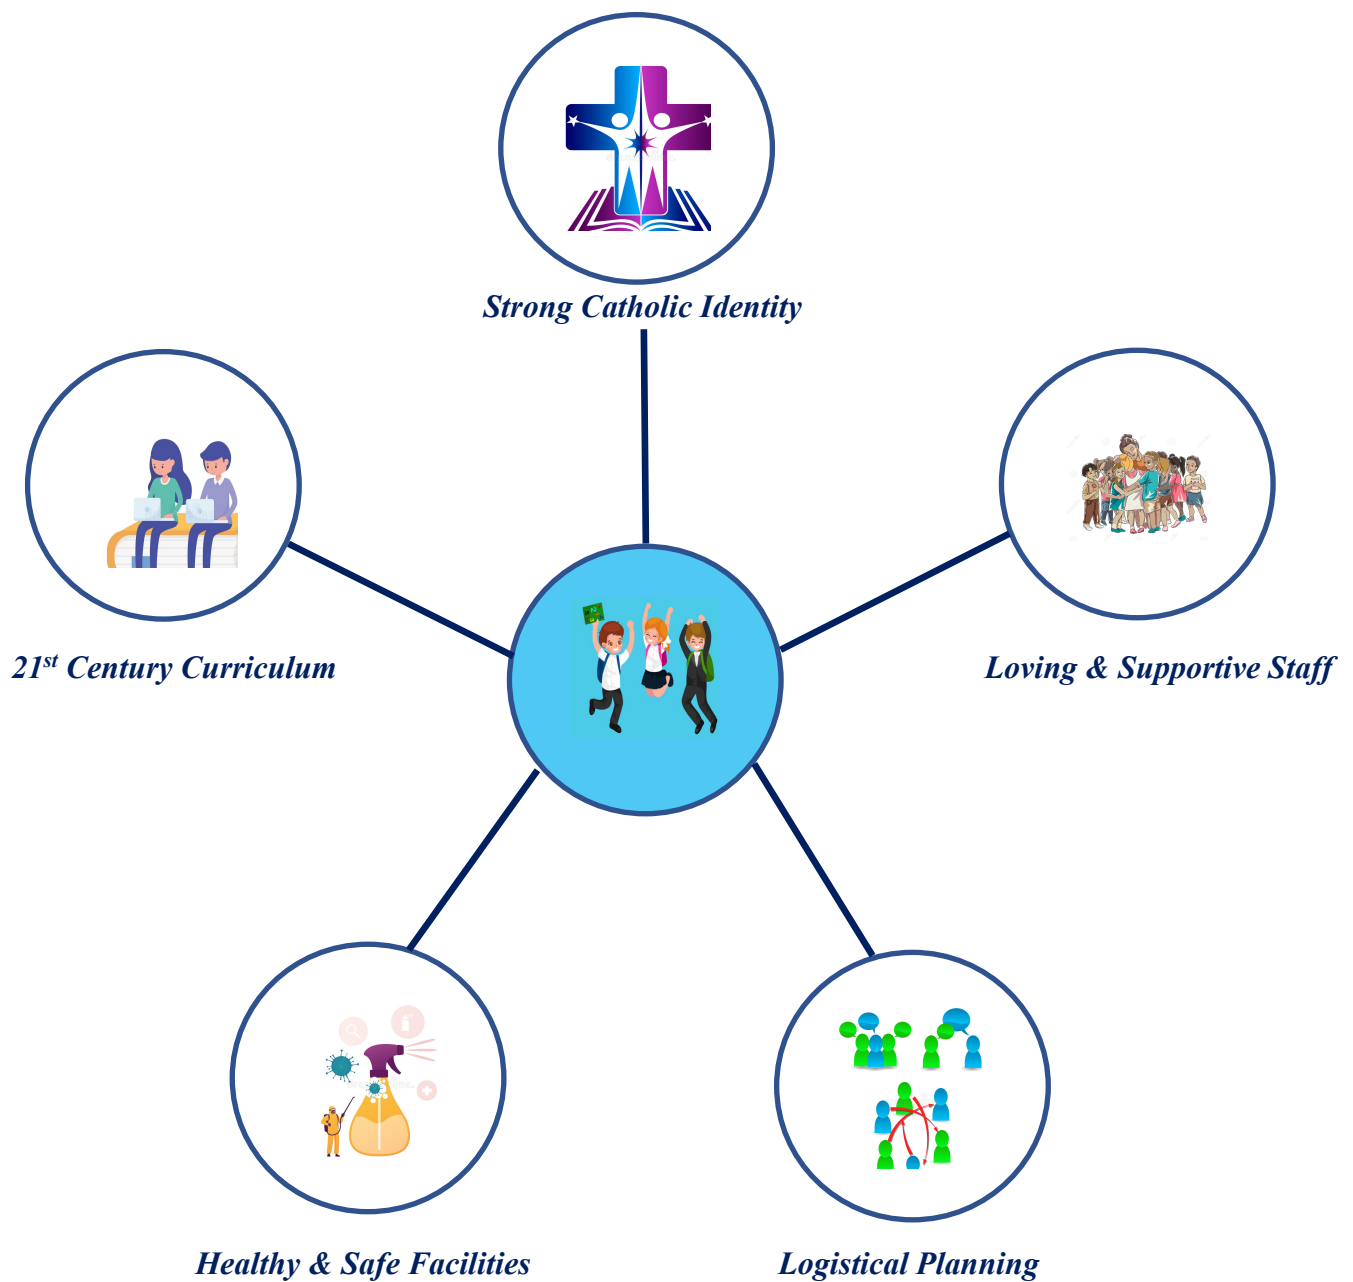 Strong Catholic Identity
21st Century Curriculum
Loving & Supportive Staff
Healthy & Safe Facilities
Logistical Planning